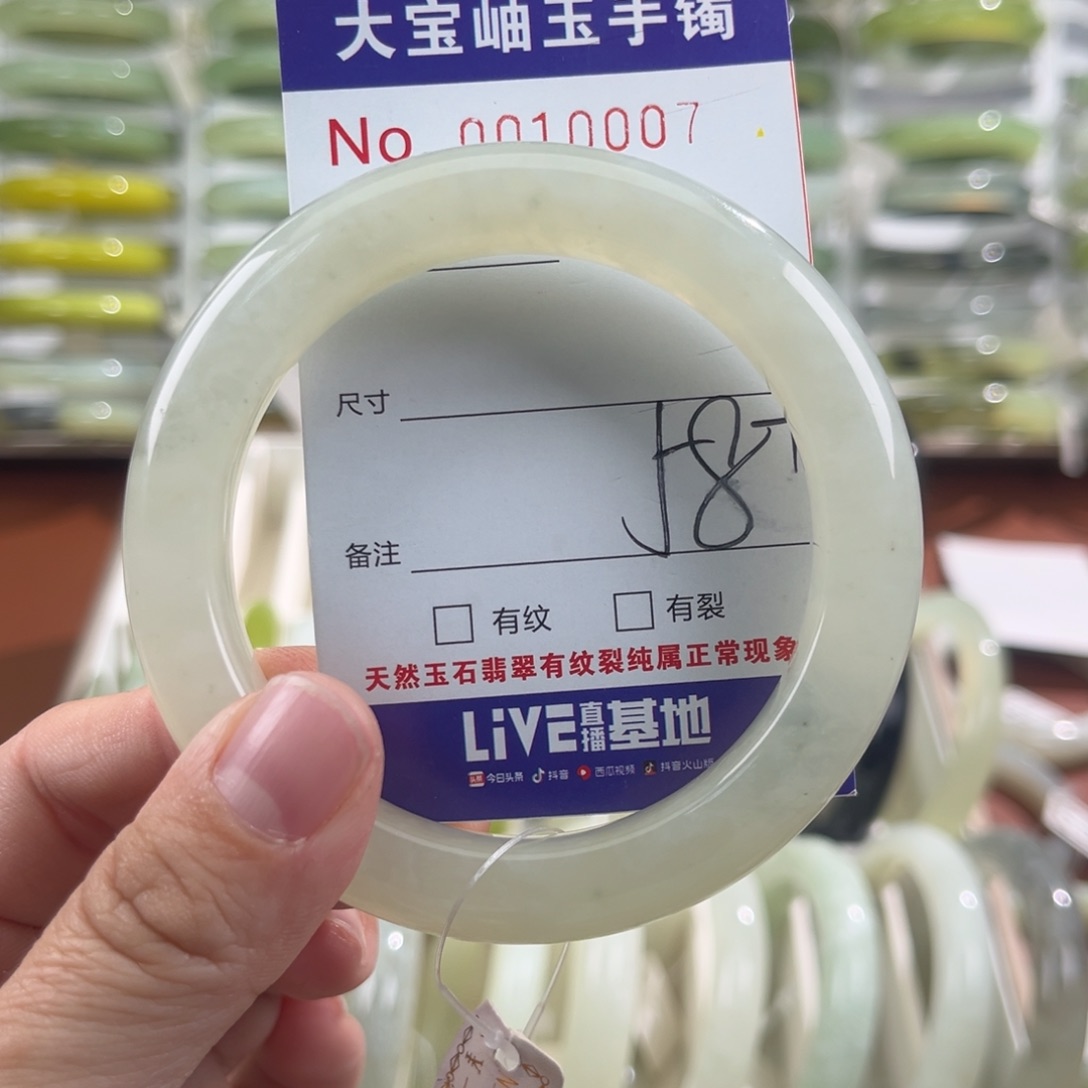 大宝岫玉手镯
No 0010007
尺寸
备注
□ 有纹 □ 有裂
天然玉石翡翠有纹裂纯属正常现象
LiVE直播基地
头条 今日头条 抖音 西瓜视频 抖音火山